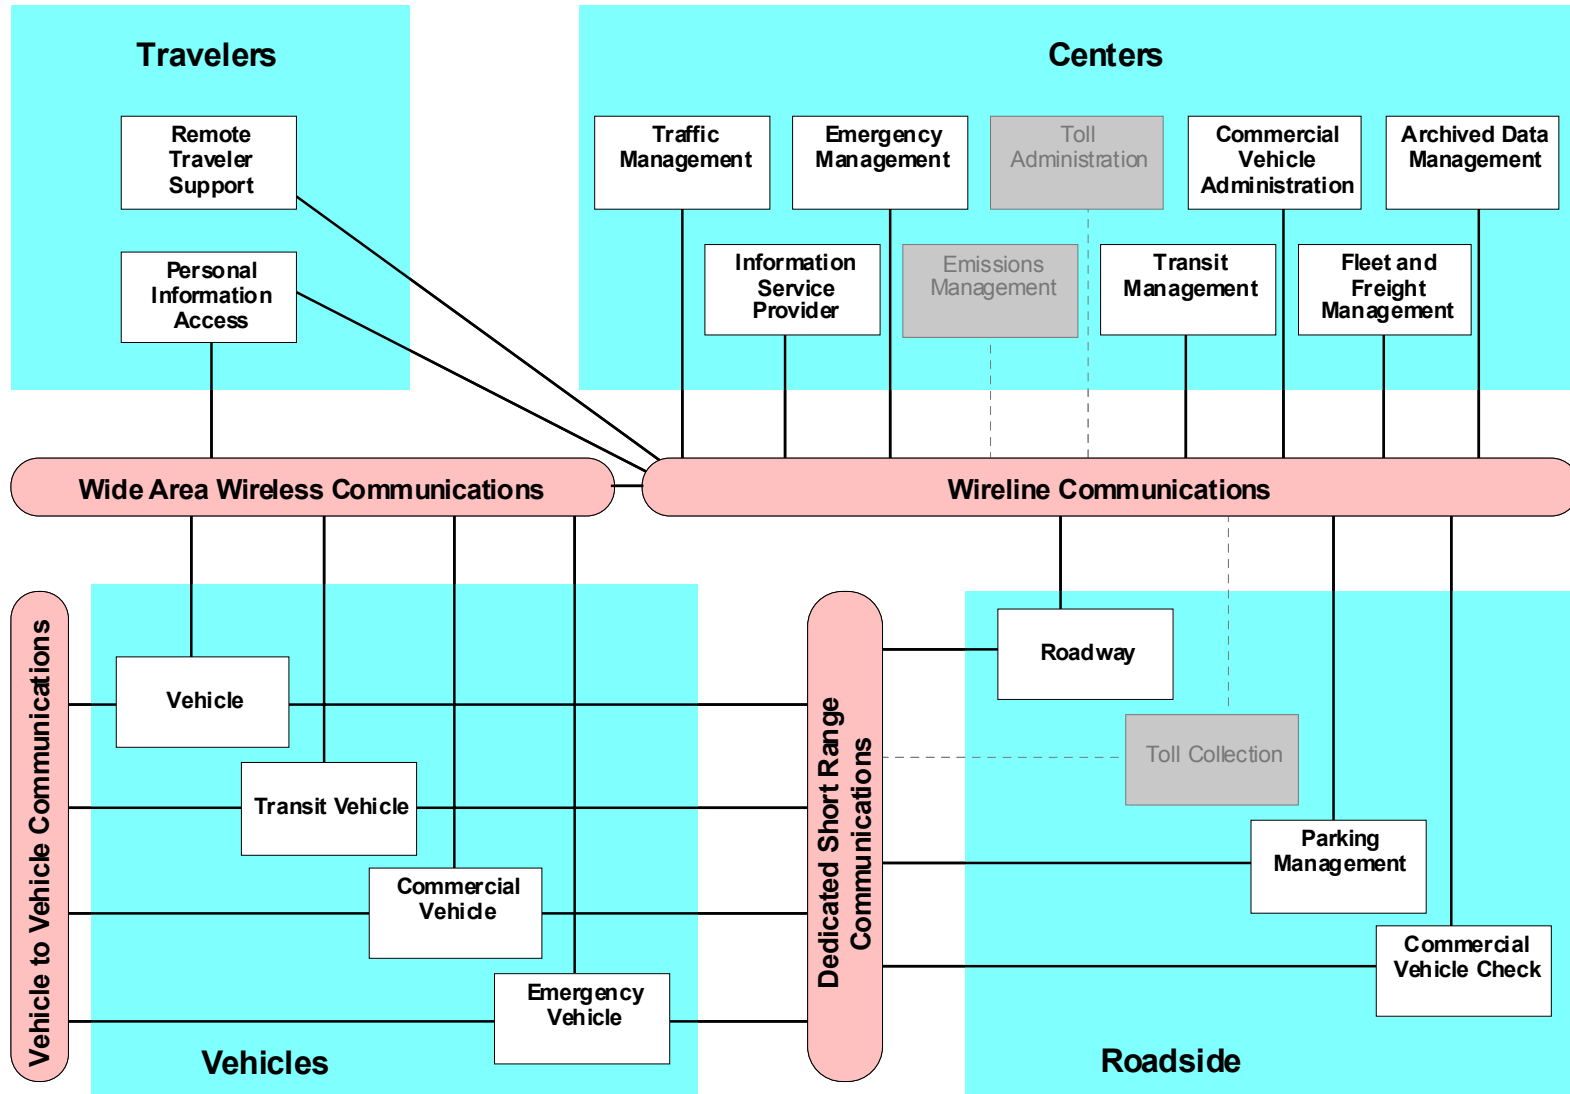 Travelers
Centers
Remote
Traveler
Support
Traffic
Management
Emergency
Management
Toll
Administration
Commercial
Vehicle
Administration
Archived Data
Management
Personal
Information
Access
Information
Service
Provider
Emissions
Management
Transit
Management
Fleet and
Freight
Management
Wide Area Wireless Communications
Wireline Communications
Vehicle to Vehicle Communications
Vehicle
Transit Vehicle
Commercial
Vehicle
Emergency
Vehicle
Vehicles
Dedicated Short Range
Communications
Roadway
Toll Collection
Parking
Management
Commercial
Vehicle Check
Roadside